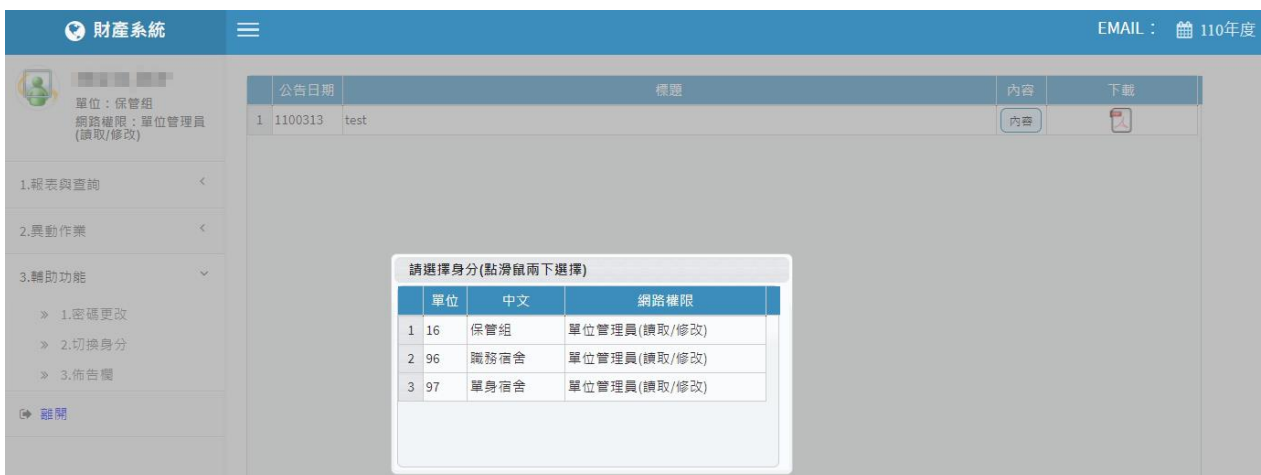 財產系統
EMAIL： 110年度
單位：保管組
網路權限：單位管理員
(讀取/修改)
1.報表與查詢
2.異動作業
3.輔助功能
1.密碼更改
2.切換身分
3.佈告欄
離開
公告日期 標題 內容 下載
1 1100313 test 內容
請選擇身分(點滑鼠兩下選擇)
單位 中文 網路權限
1 16 保管組 單位管理員(讀取/修改)
2 96 職務宿舍 單位管理員(讀取/修改)
3 97 單身宿舍 單位管理員(讀取/修改)